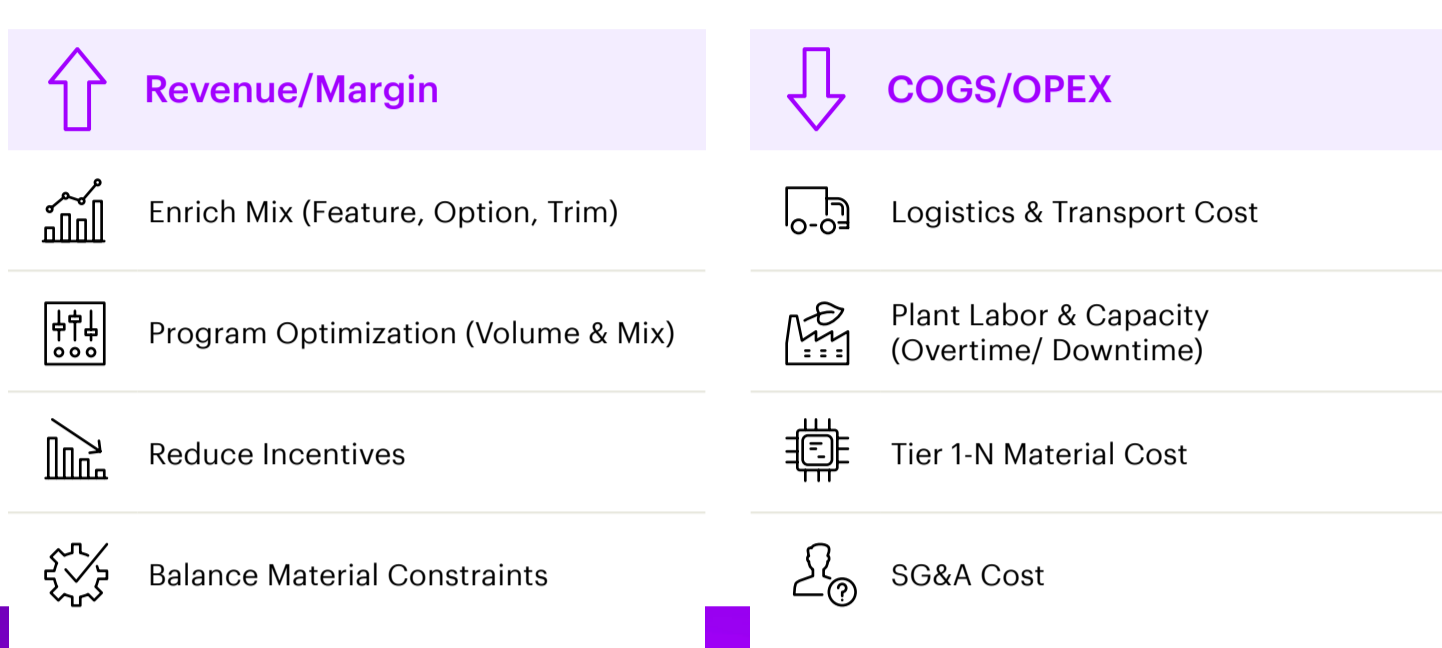 Revenue/Margin
Enrich Mix (Feature, Option, Trim)
Program Optimization (Volume & Mix)
Reduce Incentives
Balance Material Constraints
COGS/OPEX
Logistics & Transport Cost
Plant Labor & Capacity
(Overtime/ Downtime)
Tier 1-N Material Cost
SG&A Cost
?